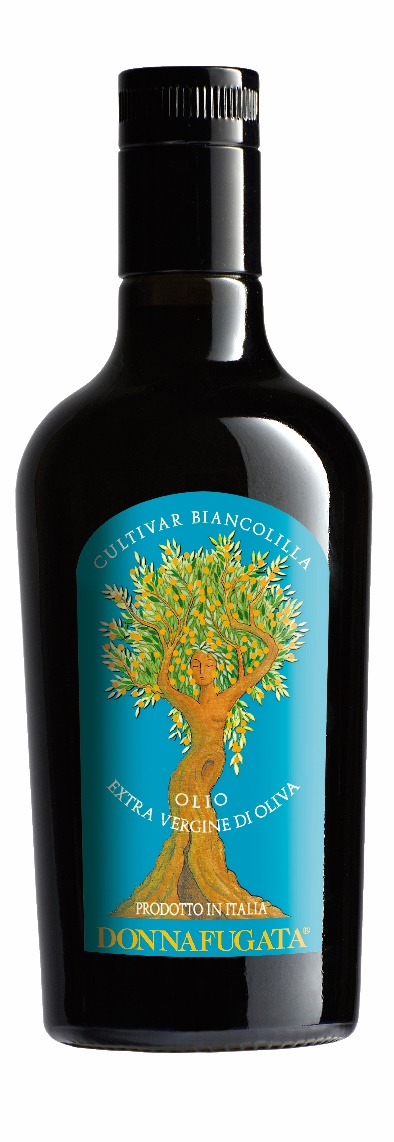 CULTIVAR BIANCOLILLA
OLIO
EXTRA VERGINE DI OLIVA
PRODOTTO IN ITALIA
DONNAFUGATA®